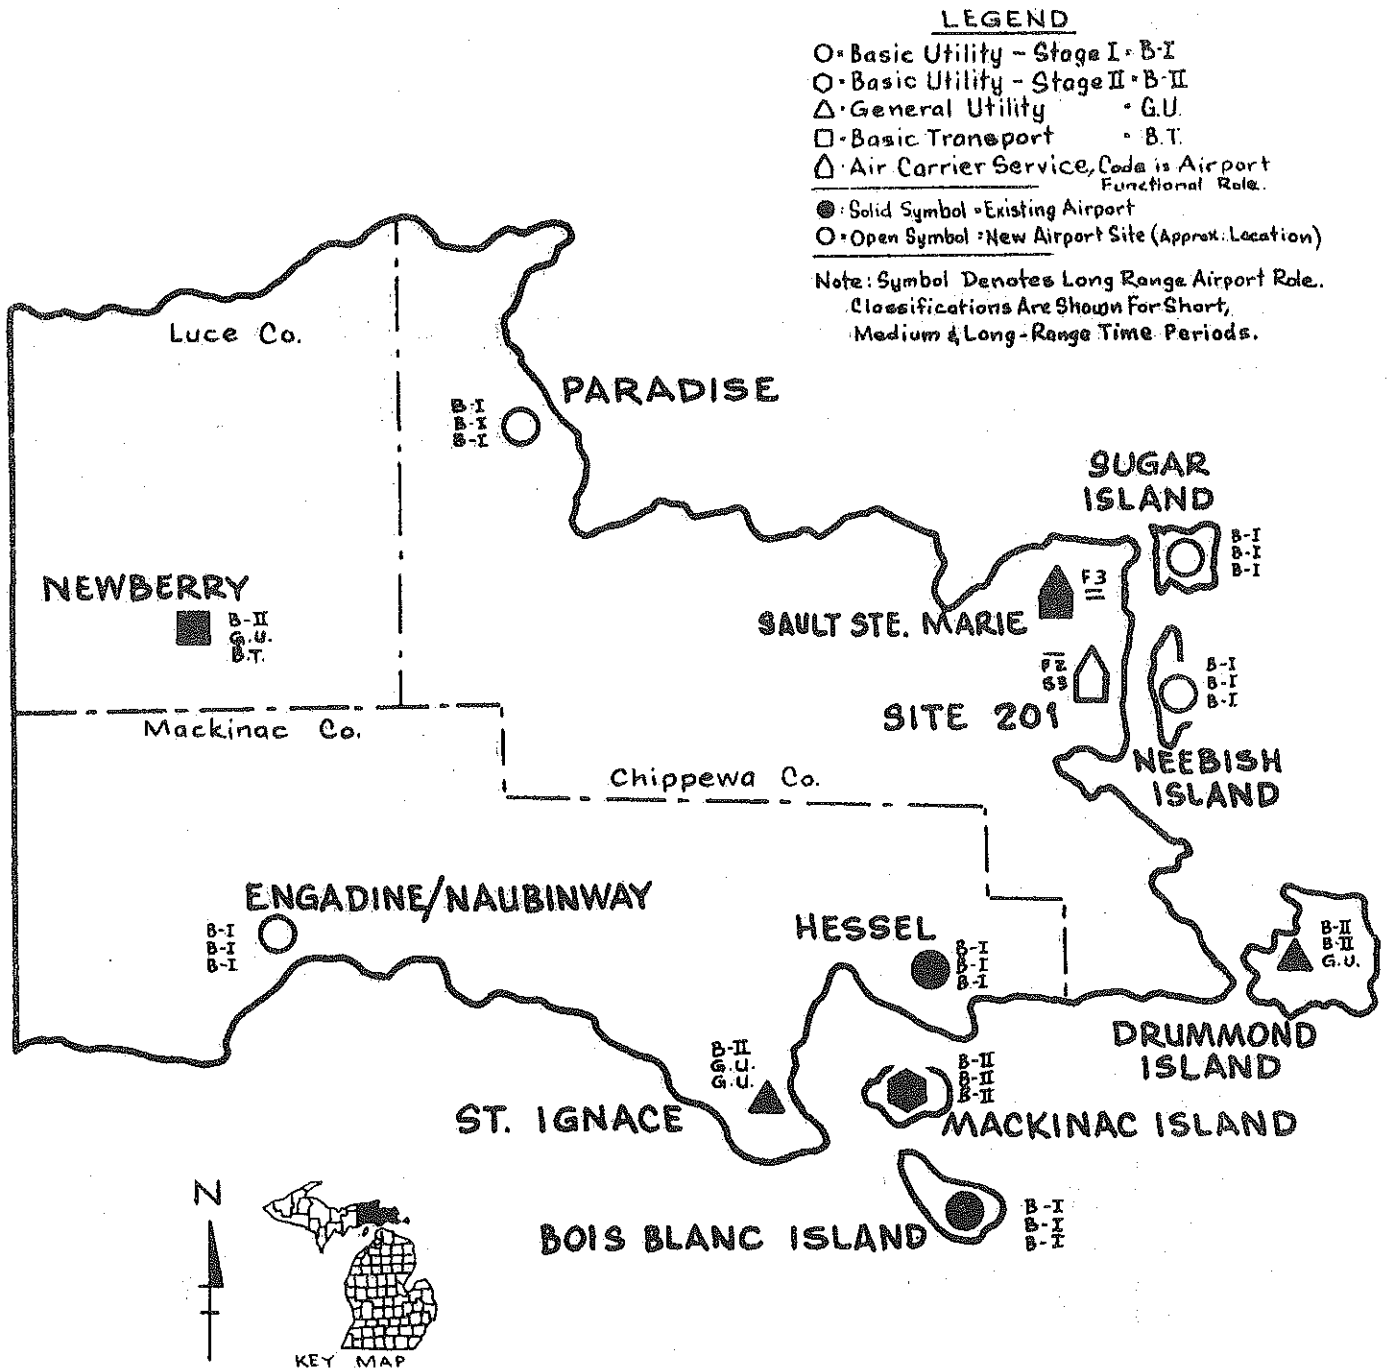 LEGEND
O = Basic Utility - Stage I = B-I
⬡ = Basic Utility - Stage II = B-II
△ = General Utility = G.U.
□ = Basic Transport = B.T.
⌂ = Air Carrier Service, Code is Airport
Functional Role.
● = Solid Symbol = Existing Airport
O = Open Symbol = New Airport Site (Approx. Location)
Note: Symbol Denotes Long Range Airport Role.
Classifications Are Shown For Short,
Medium & Long-Range Time Periods.
Luce Co.
PARADISE
B-I
B-I
B-I
SUGAR
ISLAND
B-I
B-I
B-I
NEWBERRY
B-II
G.U.
B.T.
F3
SAULT STE. MARIE
SITE 201
B-I
B-I
B-I
NEEBISH
ISLAND
Mackinac Co.
Chippewa Co.
ENGADINE/NAUBINWAY
B-I
B-I
B-I
HESSEL
B-I
B-I
B-I
B-II
B-II
G.U.
DRUMMOND
ISLAND
B-II
G.U.
G.U.
ST. IGNACE
B-II
B-II
B-II
MACKINAC ISLAND
BOIS BLANC ISLAND
B-I
B-I
B-I
N
KEY MAP